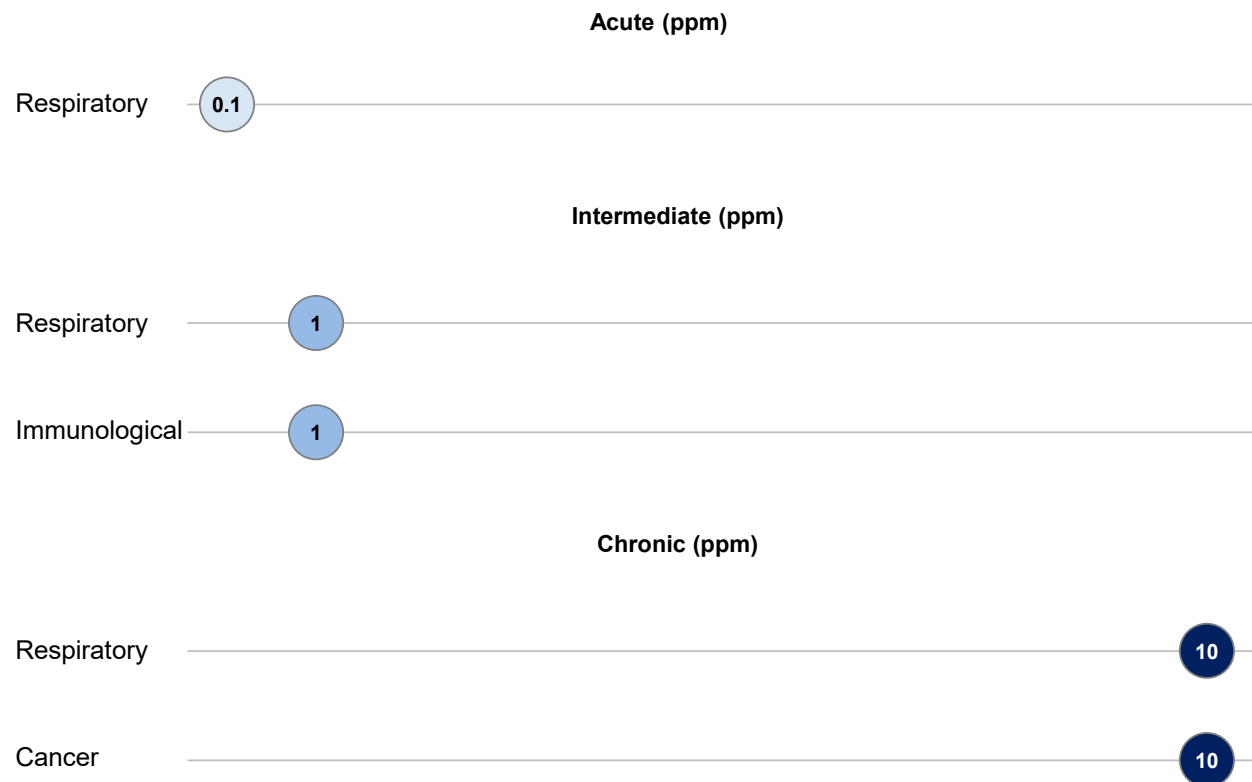 Acute (ppm)
Respiratory 0.1
Intermediate (ppm)
Respiratory 1
Immunological 1
Chronic (ppm)
Respiratory 10
Cancer 10